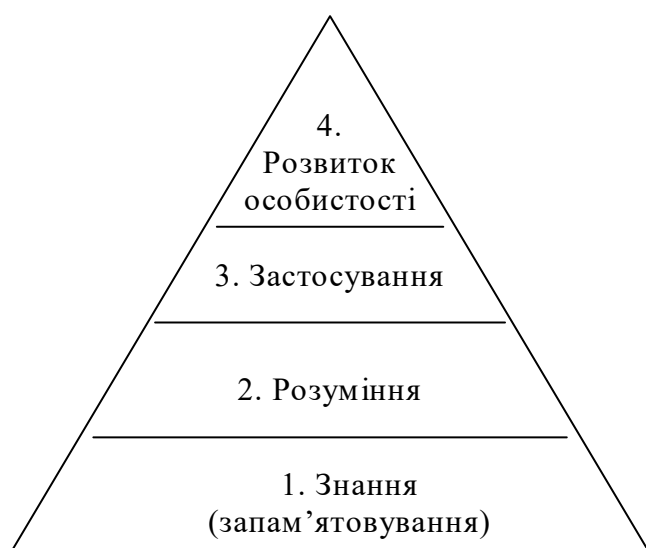 4.
Розвиток
особистості
3. Застосування
2. Розуміння
1. Знання
(запам’ятовування)